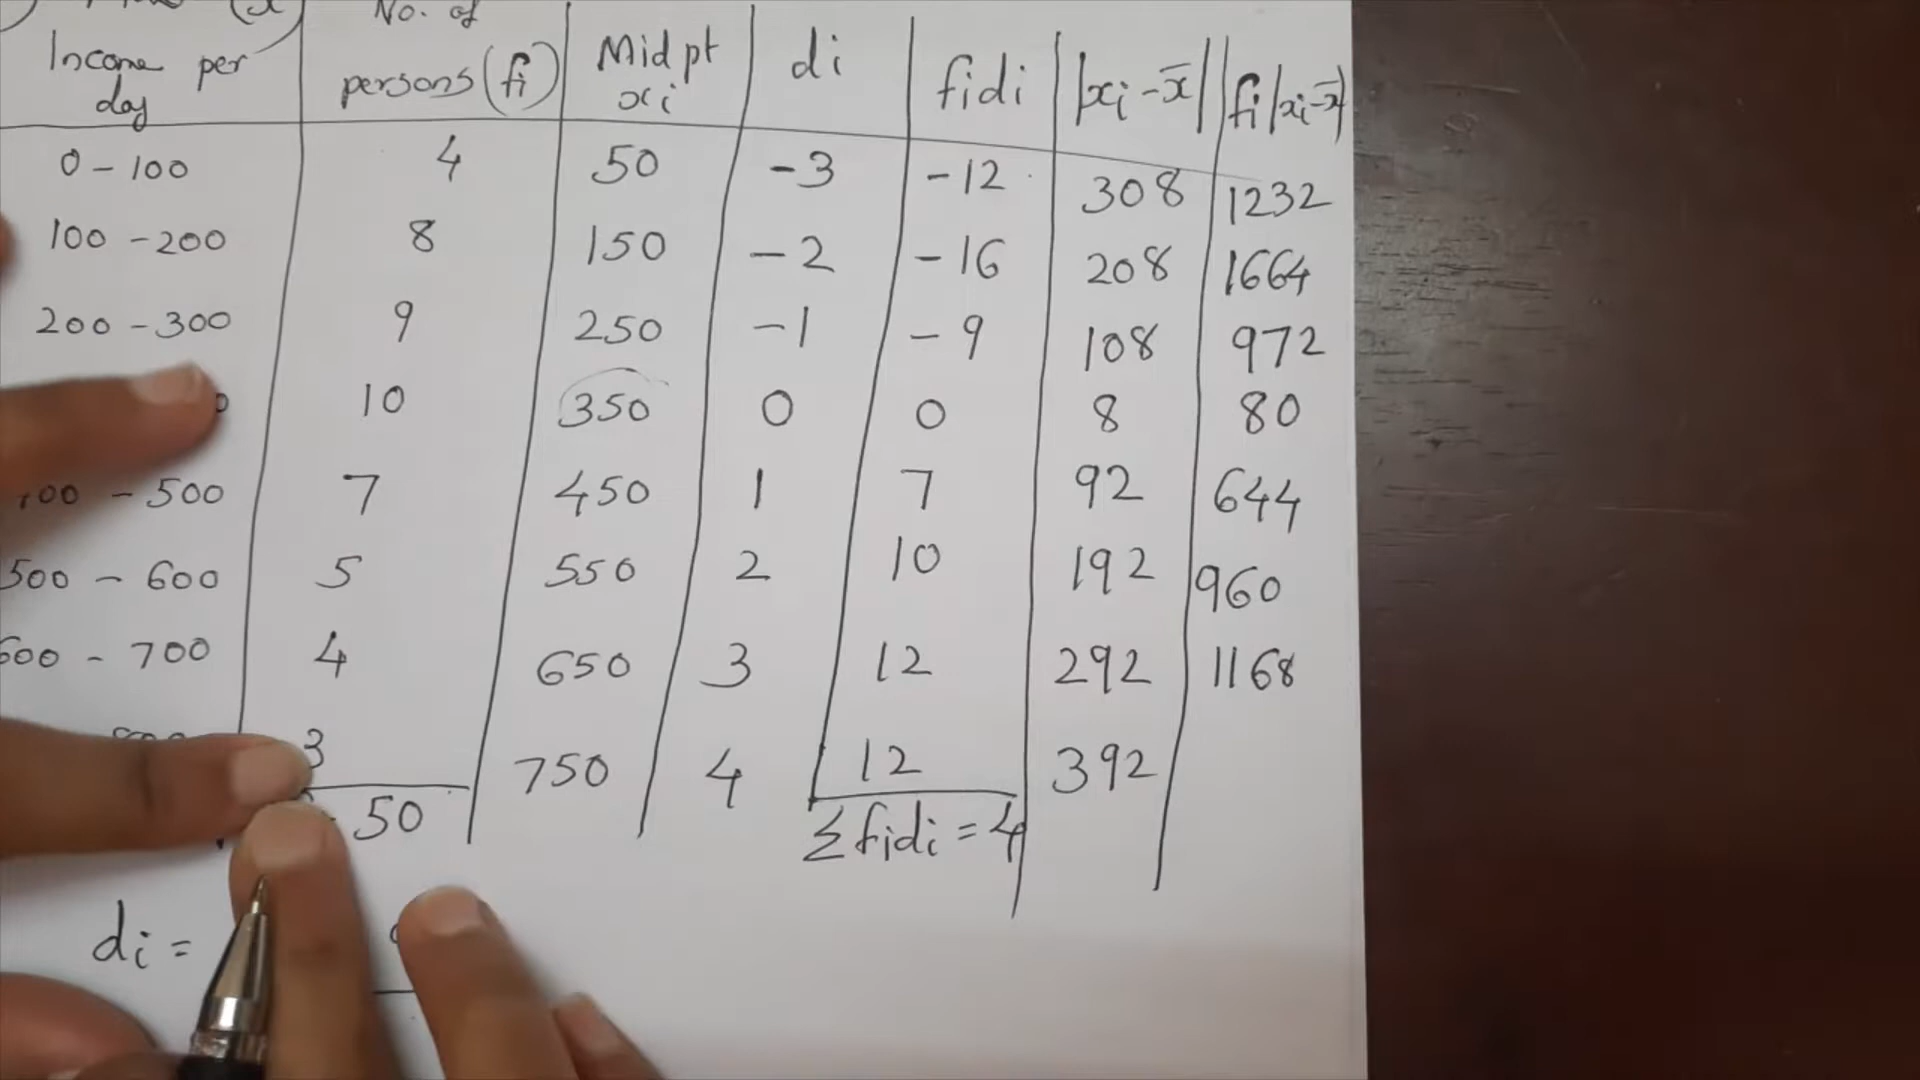 No. of
Income per day | persons (fi) | Mid pt xi | di | fidi | |xi - x̄| | fi |xi - x̄|
0 - 100 | 4 | 50 | -3 | -12 | 308 | 1232
100 - 200 | 8 | 150 | -2 | -16 | 208 | 1664
200 - 300 | 9 | 250 | -1 | -9 | 108 | 972
10 | 350 | 0 | 0 | 8 | 80
- 500 | 7 | 450 | 1 | 7 | 92 | 644
500 - 600 | 5 | 550 | 2 | 10 | 192 | 960
600 - 700 | 4 | 650 | 3 | 12 | 292 | 1168
3 | 750 | 4 | 12 | 392
50 | Σfidi = 4
di =